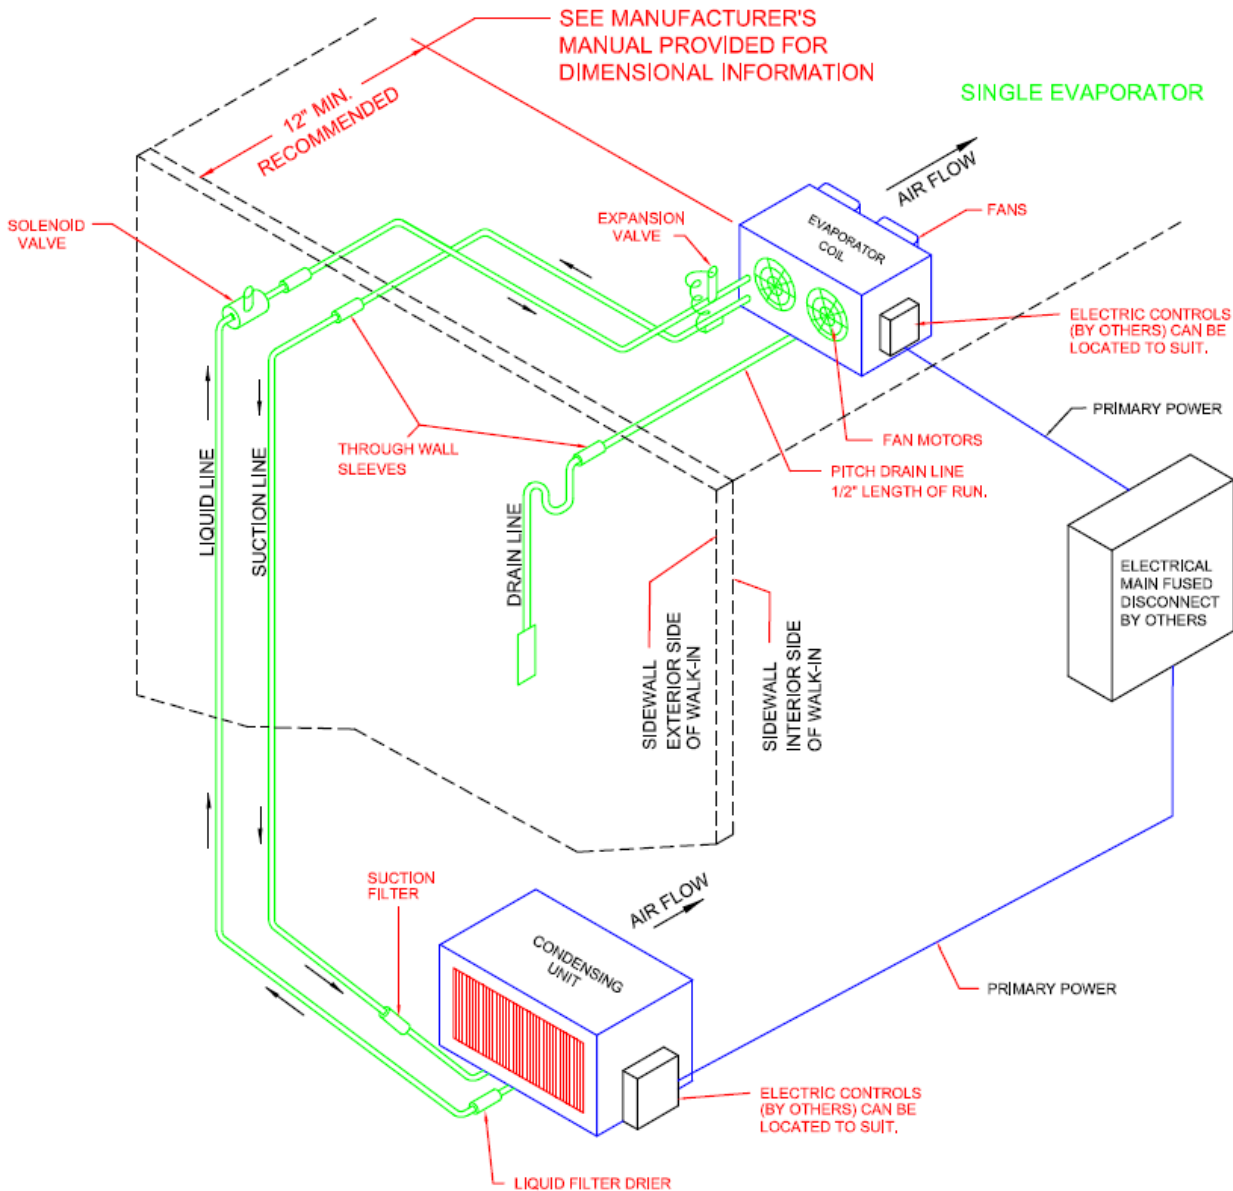 SEE MANUFACTURER'S
MANUAL PROVIDED FOR
DIMENSIONAL INFORMATION
SINGLE EVAPORATOR
12" MIN.
RECOMMENDED
AIR FLOW
SOLENOID
VALVE
EXPANSION
VALVE
EVAPORATOR
COIL
FANS
ELECTRIC CONTROLS
(BY OTHERS) CAN BE
LOCATED TO SUIT.
PRIMARY POWER
FAN MOTORS
THROUGH WALL
SLEEVES
PITCH DRAIN LINE
1/2" LENGTH OF RUN.
LIQUID LINE
SUCTION LINE
DRAIN LINE
ELECTRICAL
MAIN FUSED
DISCONNECT
BY OTHERS
SIDEWALL
EXTERIOR SIDE
OF WALK-IN
SIDEWALL
INTERIOR SIDE
OF WALK-IN
SUCTION
FILTER
AIR FLOW
CONDENSING
UNIT
PRIMARY POWER
ELECTRIC CONTROLS
(BY OTHERS) CAN BE
LOCATED TO SUIT.
LIQUID FILTER DRIER